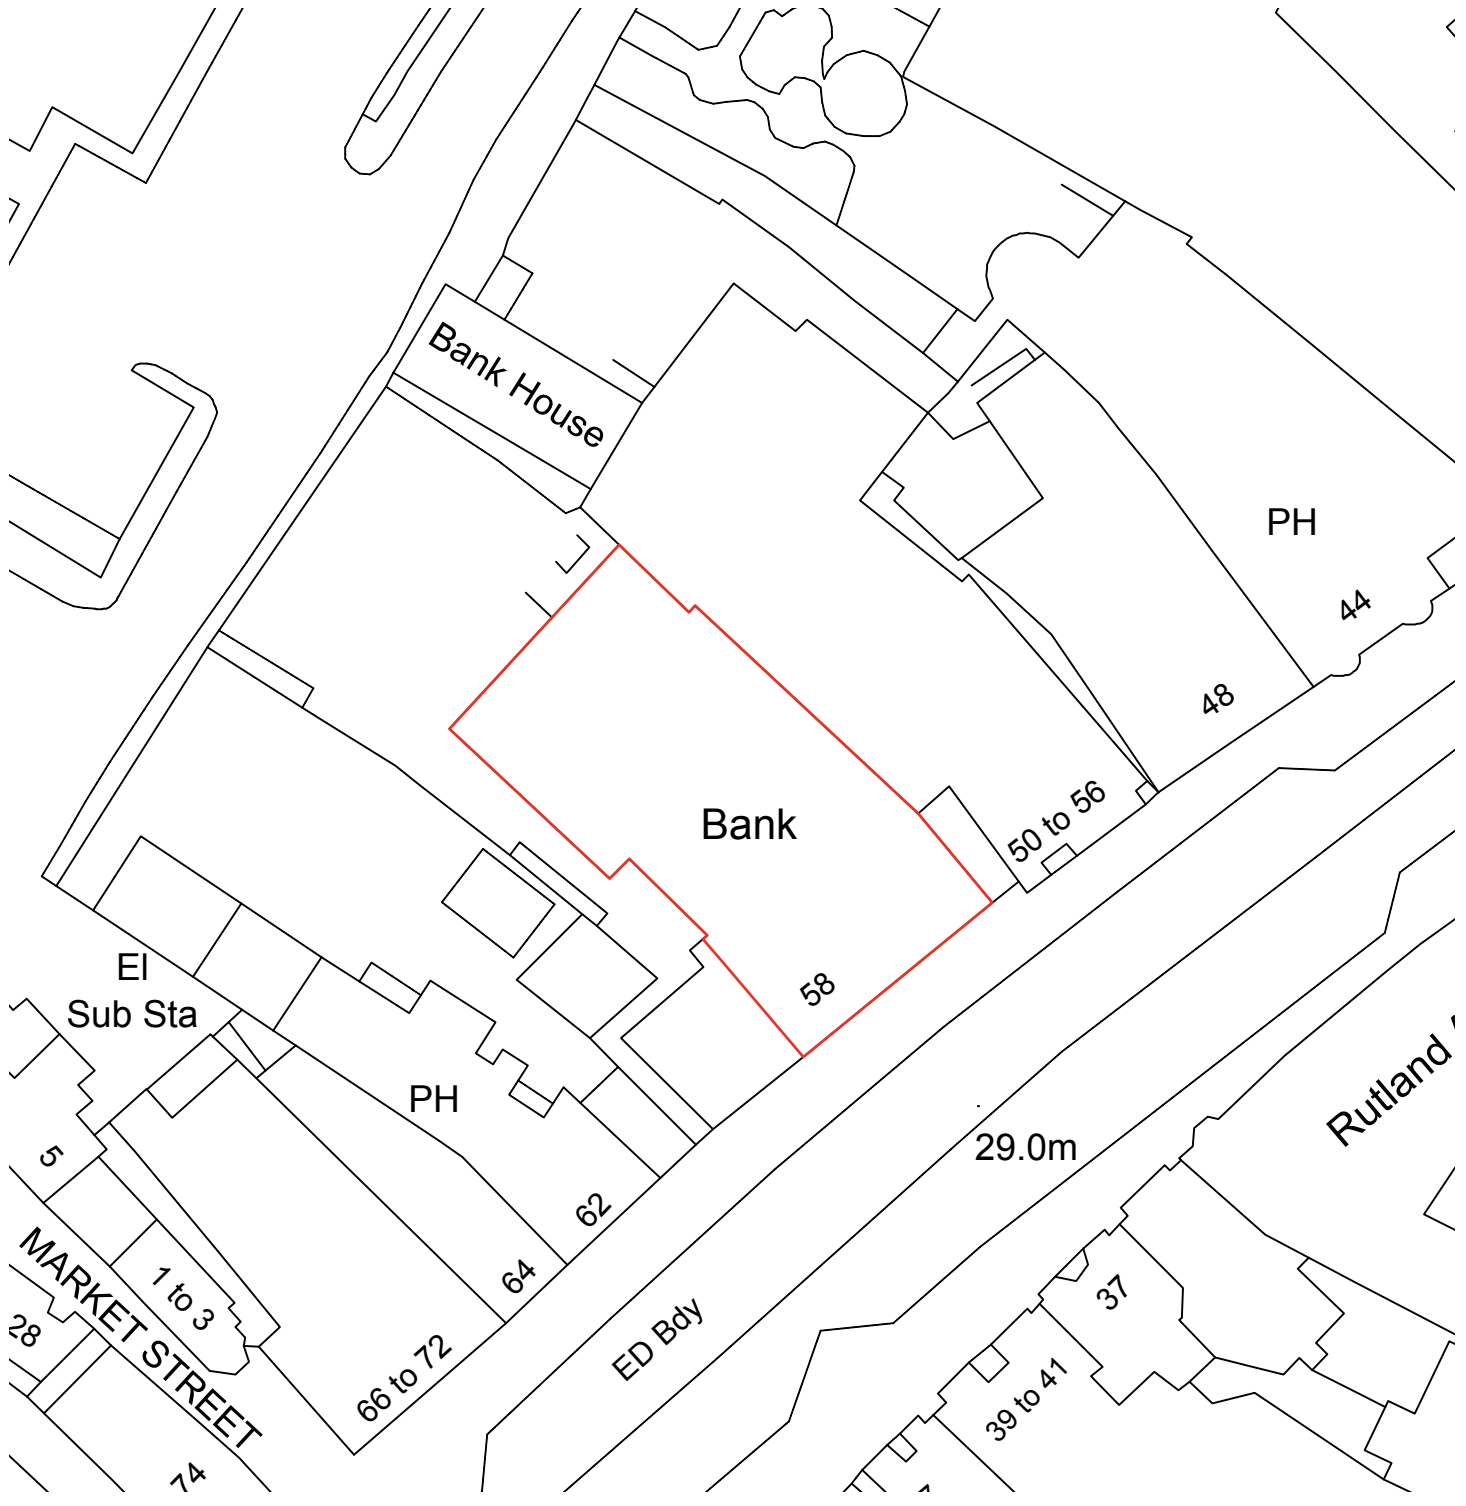 Bank House
PH
44
48
50 to 56
Bank
58
El
Sub Sta
PH
Rutland
29.0m
5
62
64
MARKET STREET
1 to 3
28
37
ED Bdy
66 to 72
39 to 41
74